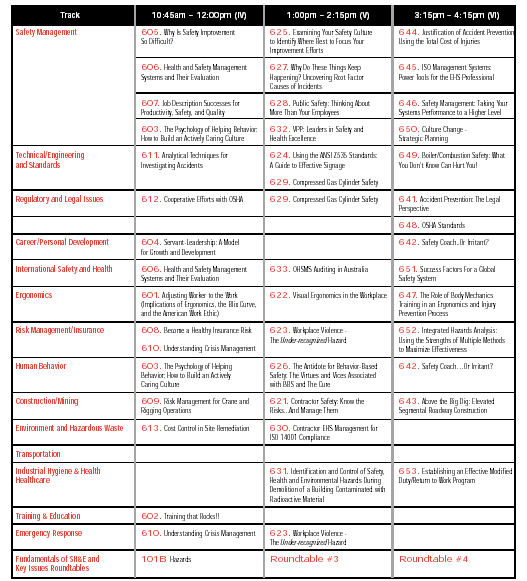 Track 10:45am – 12:00pm (IV) 1:00pm – 2:15pm (V) 3:15pm – 4:15pm (VI)
Safety Management 605. Why Is Safety Improvement 625. Examining Your Safety Culture 644. Justification of Accident Prevention
So Difficult? to Identify Where Best to Focus Your Using the Total Cost of Injuries
Improvement Efforts
606. Health and Safety Management 627. Why Do These Things Keep 645. ISO Management Systems:
Systems and Their Evaluation Happening? Uncovering Root Factor Power Tools for the EHS Professional
Causes of Incidents
607. Job Description Successes for 628. Public Safety: Thinking About 646. Safety Management: Taking Your
Productivity, Safety, and Quality More Than Your Employees Systems Performance to a Higher Level
603. The Psychology of Helping Behavior: 632. VPP: Leaders in Safety and 650. Culture Change -
How to Build an Actively Caring Culture Health Excellence Strategic Planning
Technical/Engineering 611. Analytical Techniques for 624. Using the ANSI Z535 Standards: 649. Boiler/Combustion Safety: What
and Standards Investigating Accidents A Guide to Effective Signage You Don't Know Can Hurt You!
629. Compressed Gas Cylinder Safety
Regulatory and Legal Issues 612. Cooperative Efforts with OSHA 629. Compressed Gas Cylinder Safety 641. Accident Prevention: The Legal
Perspective
648. OSHA Standards
Career/Personal Development 604. Servant-Leadership: A Model 642. Safety Coach..Or Irritant?
for Growth and Development
International Safety and Health 606. Health and Safety Management 633. OHSMS Auditing in Australia 651. Success Factors For a Global
Systems and Their Evaluation Safety System
Ergonomics 601. Adjusting Worker to the Work 622. Visual Ergonomics in the Workplace 647. The Role of Body Mechanics
(Implications of Ergonomics, the Blix Curve, Training in an Ergonomics and Injury
and the American Work Ethic) Prevention Process
Risk Management/Insurance 608. Become a Healthy Insurance Risk 623. Workplace Violence - 652. Integrated Hazards Analysis:
The Under-recognized Hazard Using the Strengths of Multiple Methods
610. Understanding Crisis Management to Maximize Effectiveness
Human Behavior 603. The Psychology of Helping 626. The Antidote for Behavior-Based 642. Safety Coach...Or Irritant?
Behavior: How to Build an Actively Safety: The Virtues and Vices Associated
Caring Culture with BBS and The Cure
Construction/Mining 609. Risk Management for Crane and 621. Contractor Safety: Know the 643. Above the Big Dig: Elevated
Rigging Operations Risks...And Manage Them Segmental Roadway Construction
Environment and Hazardous Waste 613. Cost Control in Site Remediation 630. Contractor EHS Management for
ISO 14001 Compliance
Transportation
Industrial Hygiene & Health 631. Identification and Control of Safety, 653. Establishing an Effective Modified
Healthcare Health and Environmental Hazards During Duty/Return to Work Program
Demolition of a Building Contaminated with
Radioactive Material
Training & Education 602. Training that Rocks!!
Emergency Response 610. Understanding Crisis Management 623. Workplace Violence -
The Under-recognized Hazard
Fundamentals of SH&E and 101B Hazards Roundtable #3 Roundtable #4
Key Issues Roundtables